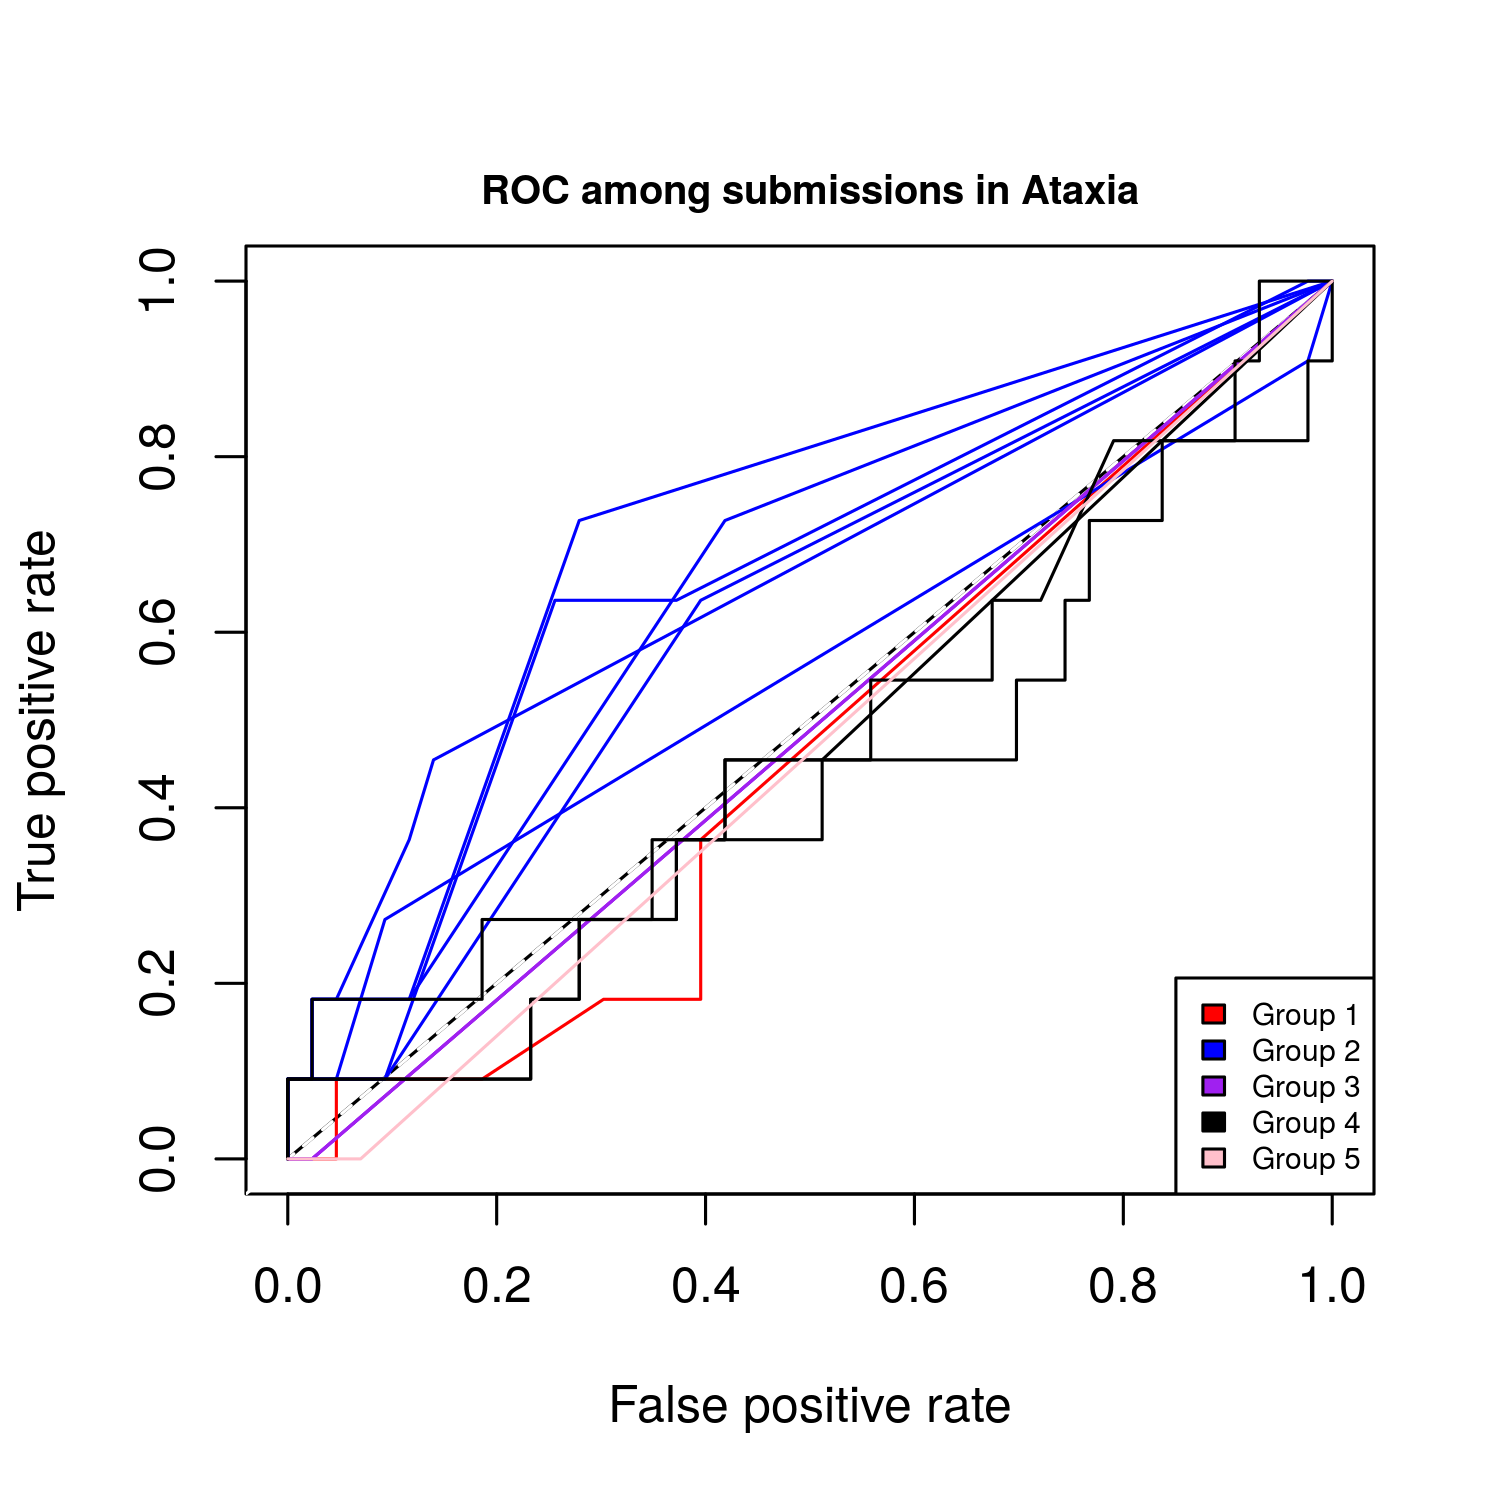 ROC among submissions in Ataxia
True positive rate
1.0
0.8
0.6
0.4
0.2
0.0
Group 1
Group 2
Group 3
Group 4
Group 5
0.0 0.2 0.4 0.6 0.8 1.0
False positive rate